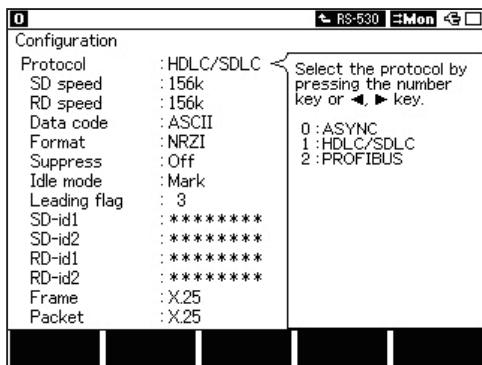 0 RS-530 Mon
Configuration
Protocol :HDLC/SDLC
SD speed :156k
RD speed :156k
Data code :ASCII
Format :NRZI
Suppress :Off
Idle mode :Mark
Leading flag : 3
SD-id1 :********
SD-id2 :********
RD-id1 :********
RD-id2 :********
Frame :X.25
Packet :X.25
Select the protocol by
pressing the number
key or ◀, ▶ key.
0 :ASYNC
1 :HDLC/SDLC
2 :PROFIBUS